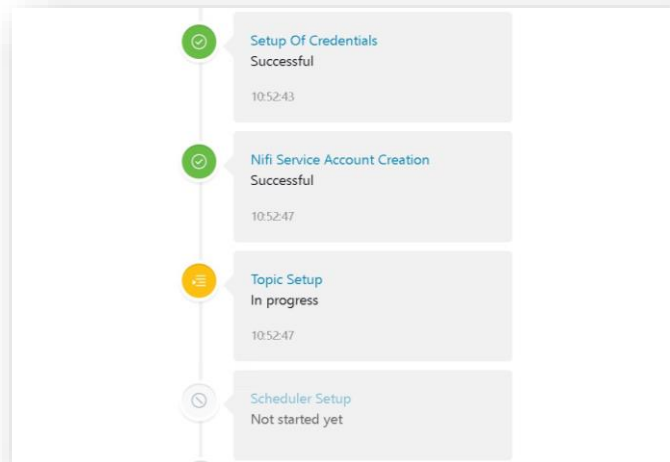 Setup Of Credentials
Successful
10:52:43
Nifi Service Account Creation
Successful
10:52:47
Topic Setup
In progress
10:52:47
Scheduler Setup
Not started yet